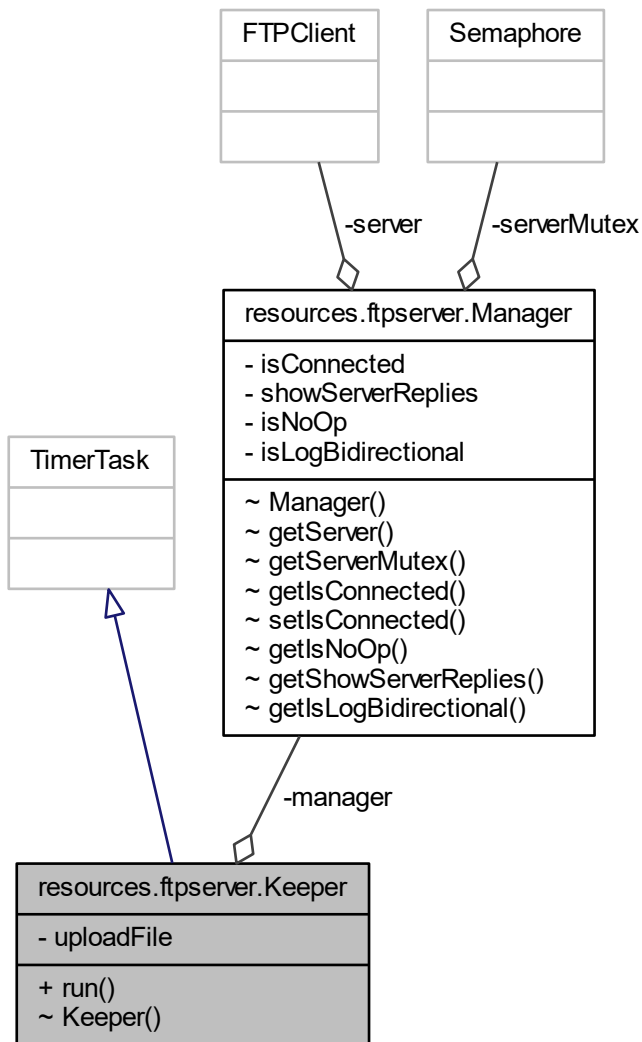 FTPClient
Semaphore
-server
-serverMutex
resources.ftpserver.Manager
- isConnected
- showServerReplies
- isNoOp
- isLogBidirectional
~ Manager()
~ getServer()
~ getServerMutex()
~ getIsConnected()
~ setIsConnected()
~ getIsNoOp()
~ getShowServerReplies()
~ getIsLogBidirectional()
TimerTask
-manager
resources.ftpserver.Keeper
- uploadFile
+ run()
~ Keeper()